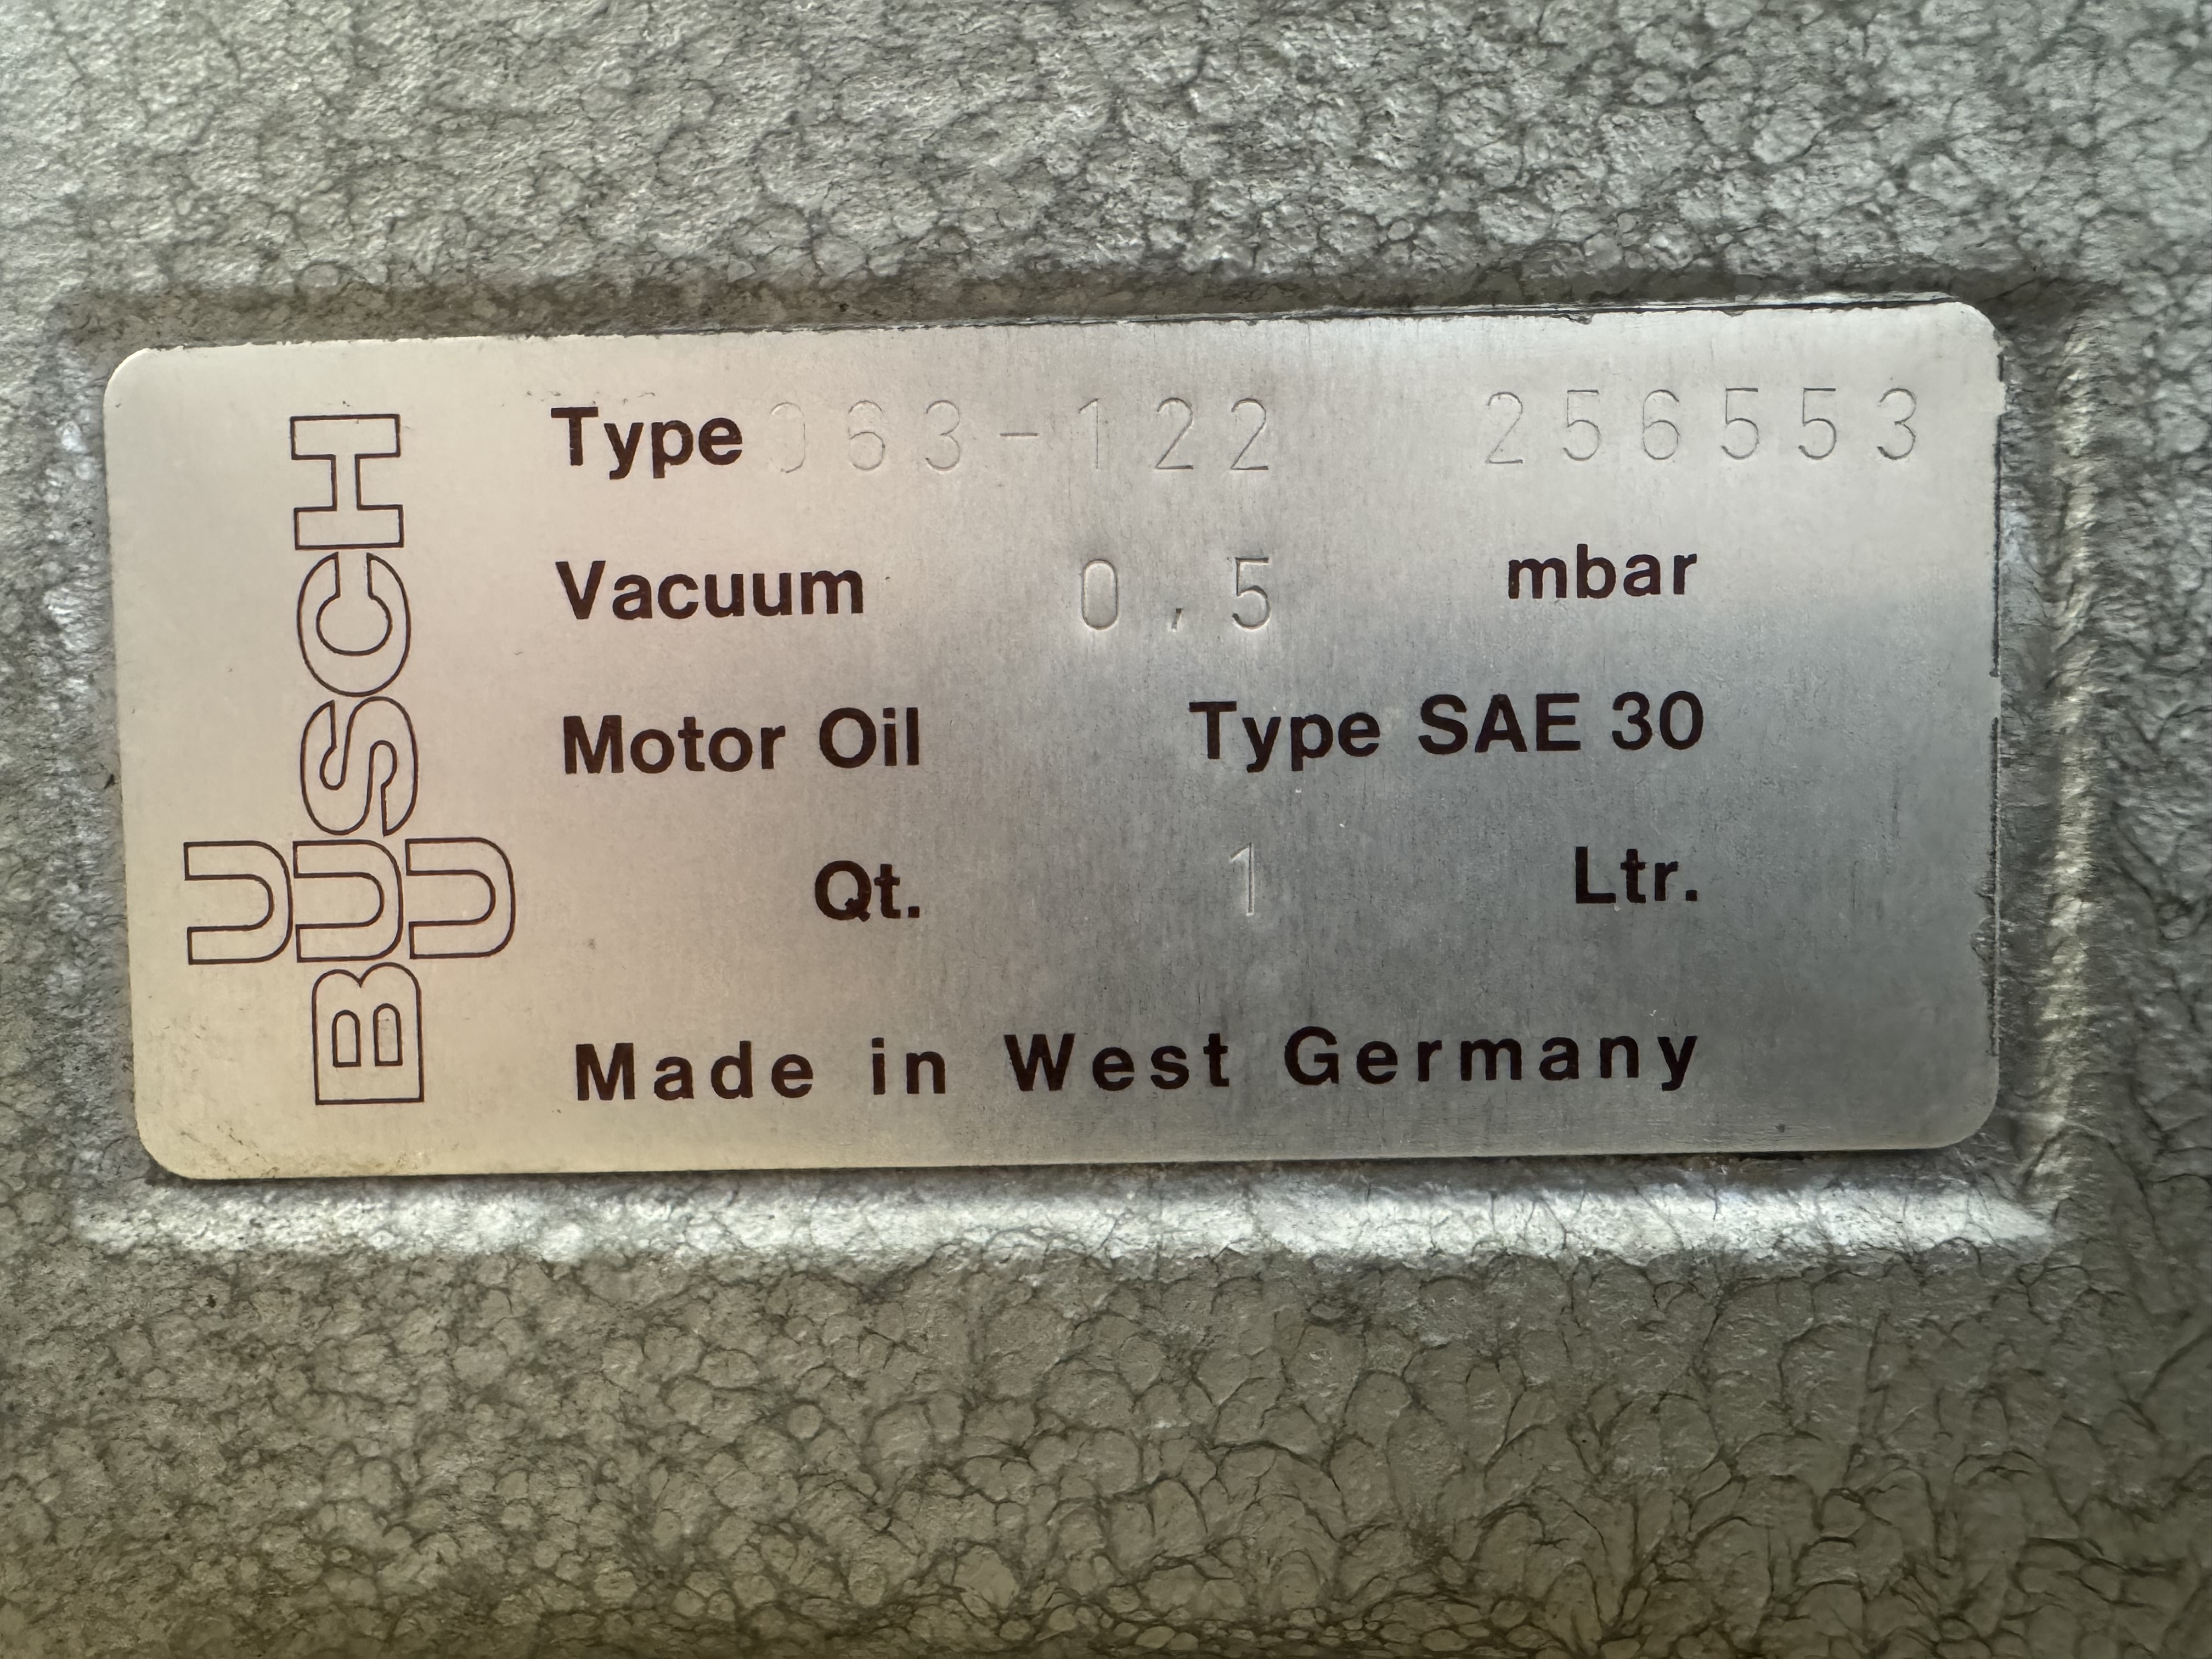 BUSCH
U
U
Type 063-122 256553
Vacuum 0,5 mbar
Motor Oil Type SAE 30
Qt. 1 Ltr.
Made in West Germany